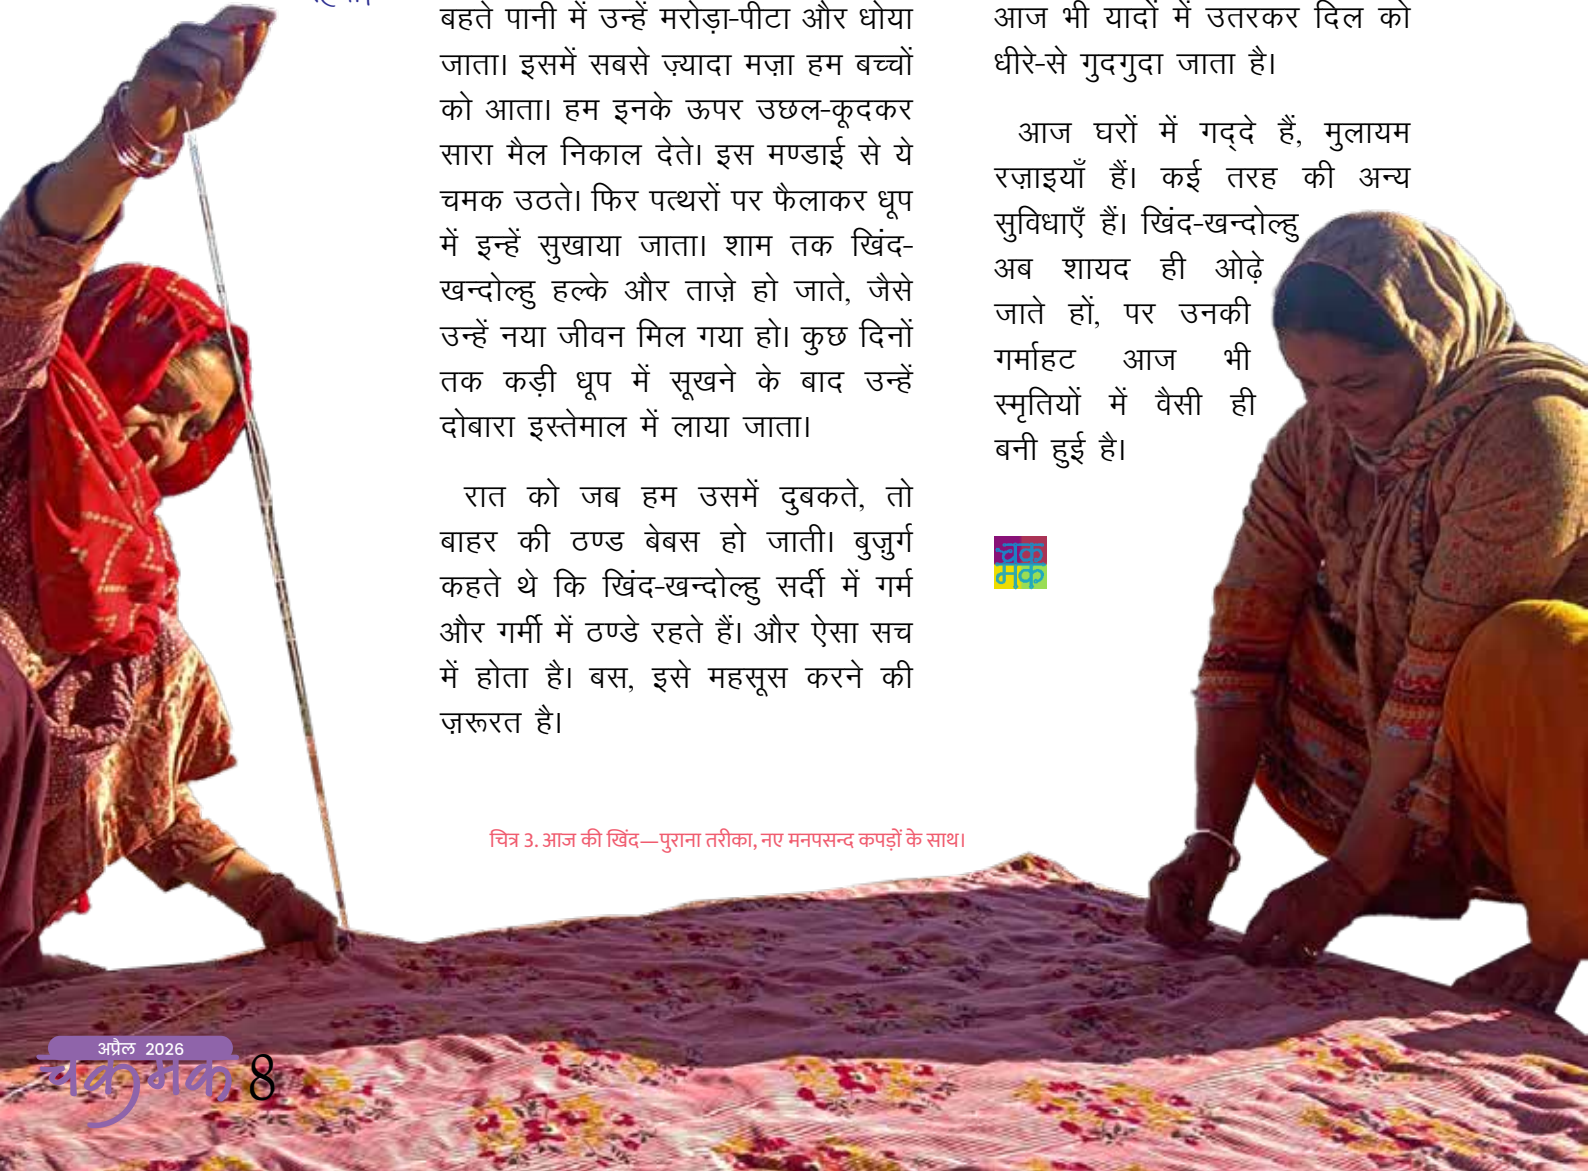 बहते पानी में उन्हें मरोड़ा-पीटा और धोया
जाता। इसमें सबसे ज़्यादा मज़ा हम बच्चों
को आता। हम इनके ऊपर उछल-कूदकर
सारा मैल निकाल देते। इस मण्डाई से ये
चमक उठते। फिर पत्थरों पर फैलाकर धूप
में इन्हें सुखाया जाता। शाम तक खिंद-
खन्दोल्हु हल्के और ताज़े हो जाते, जैसे
उन्हें नया जीवन मिल गया हो। कुछ दिनों
तक कड़ी धूप में सूखने के बाद उन्हें
दोबारा इस्तेमाल में लाया जाता।
रात को जब हम उसमें दुबकते, तो
बाहर की ठण्ड बेबस हो जाती। बुज़ुर्ग
कहते थे कि खिंद-खन्दोल्हु सर्दी में गर्म
और गर्मी में ठण्डे रहते हैं। और ऐसा सच
में होता है। बस, इसे महसूस करने की
ज़रूरत है।
आज भी यादों में उतरकर दिल को
धीरे-से गुदगुदा जाता है।
आज घरों में गद्दे हैं, मुलायम
रज़ाइयाँ हैं। कई तरह की अन्य
सुविधाएँ हैं। खिंद-खन्दोल्हु
अब शायद ही ओढ़े
जाते हों, पर उनकी
गर्माहट आज भी
स्मृतियों में वैसी ही
बनी हुई है।
चक
मक
चित्र 3. आज की खिंद—पुराना तरीका, नए मनपसन्द कपड़ों के साथ।
अप्रैल 2026
चकमक 8